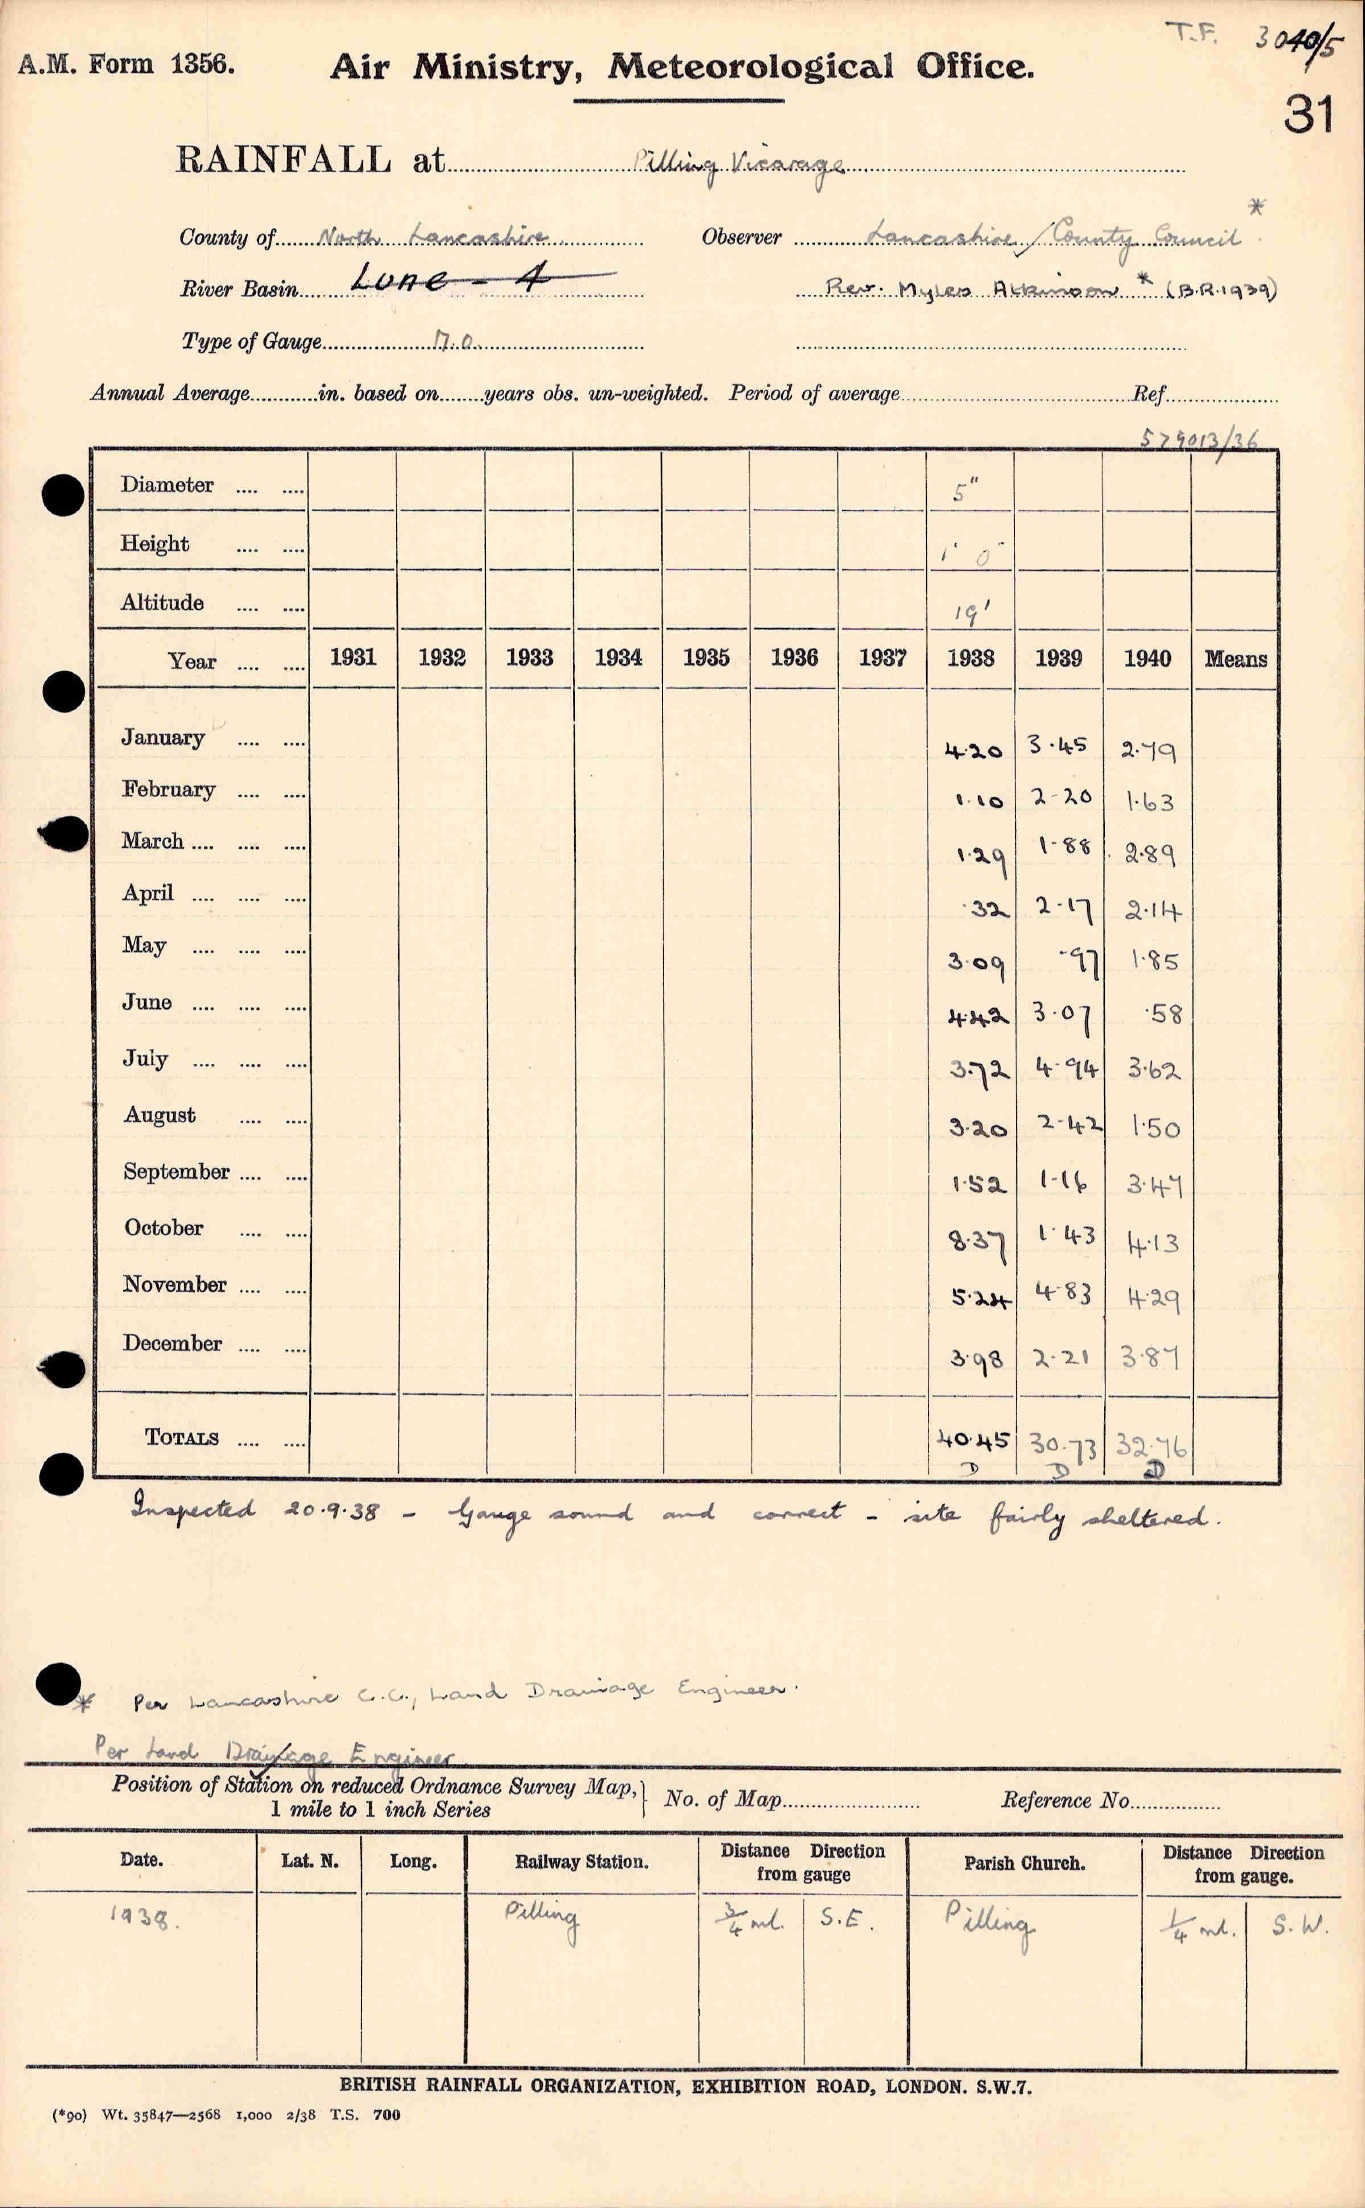 T.F. 3040/5
A.M. Form 1356. Air Ministry, Meteorological Office.
31
RAINFALL at Pilling Vicarage
County of North Lancashire Observer Lancashire County Council *
River Basin Lune - 4 Rev. Myles Atkinson * (B.R.1939)
Type of Gauge M.O.
Annual Average in. based on years obs. un-weighted. Period of average Ref.
579013/36
Diameter .... .... 5"
Height .... .... 1' 0"
Altitude .... .... 19'
Year .... .... 1931 1932 1933 1934 1935 1936 1937 1938 1939 1940 Means
January .... .... 4.20 3.45 2.79
February .... .... 1.10 2.20 1.63
March .... .... .... 1.29 1.88 2.89
April .... .... .... .32 2.17 2.14
May .... .... .... 3.09 .97 1.85
June .... .... .... 4.42 3.07 .58
July .... .... .... 3.72 4.94 3.62
August .... .... 3.20 2.42 1.50
September .... .... 1.52 1.16 3.47
October .... .... 8.37 1.43 4.13
November .... .... 5.24 4.83 4.29
December .... .... 3.98 2.21 3.87
TOTALS .... .... 40.45 30.73 32.76
D D D
Inspected 20.9.38 - Gauge sound and correct - site fairly sheltered.
* Per Lancashire C.C., Land Drainage Engineer.
Per Land Drainage Engineer
Position of Station on reduced Ordnance Survey Map, 1 mile to 1 inch Series } No. of Map Reference No.
Date. Lat. N. Long. Railway Station. Distance Direction from gauge Parish Church. Distance Direction from gauge.
1938. Pilling 3/4 ml. S.E. Pilling 1/4 ml. S.W.
BRITISH RAINFALL ORGANIZATION, EXHIBITION ROAD, LONDON. S.W.7.
(*90) Wt. 35847—2568 1,000 2/38 T.S. 700